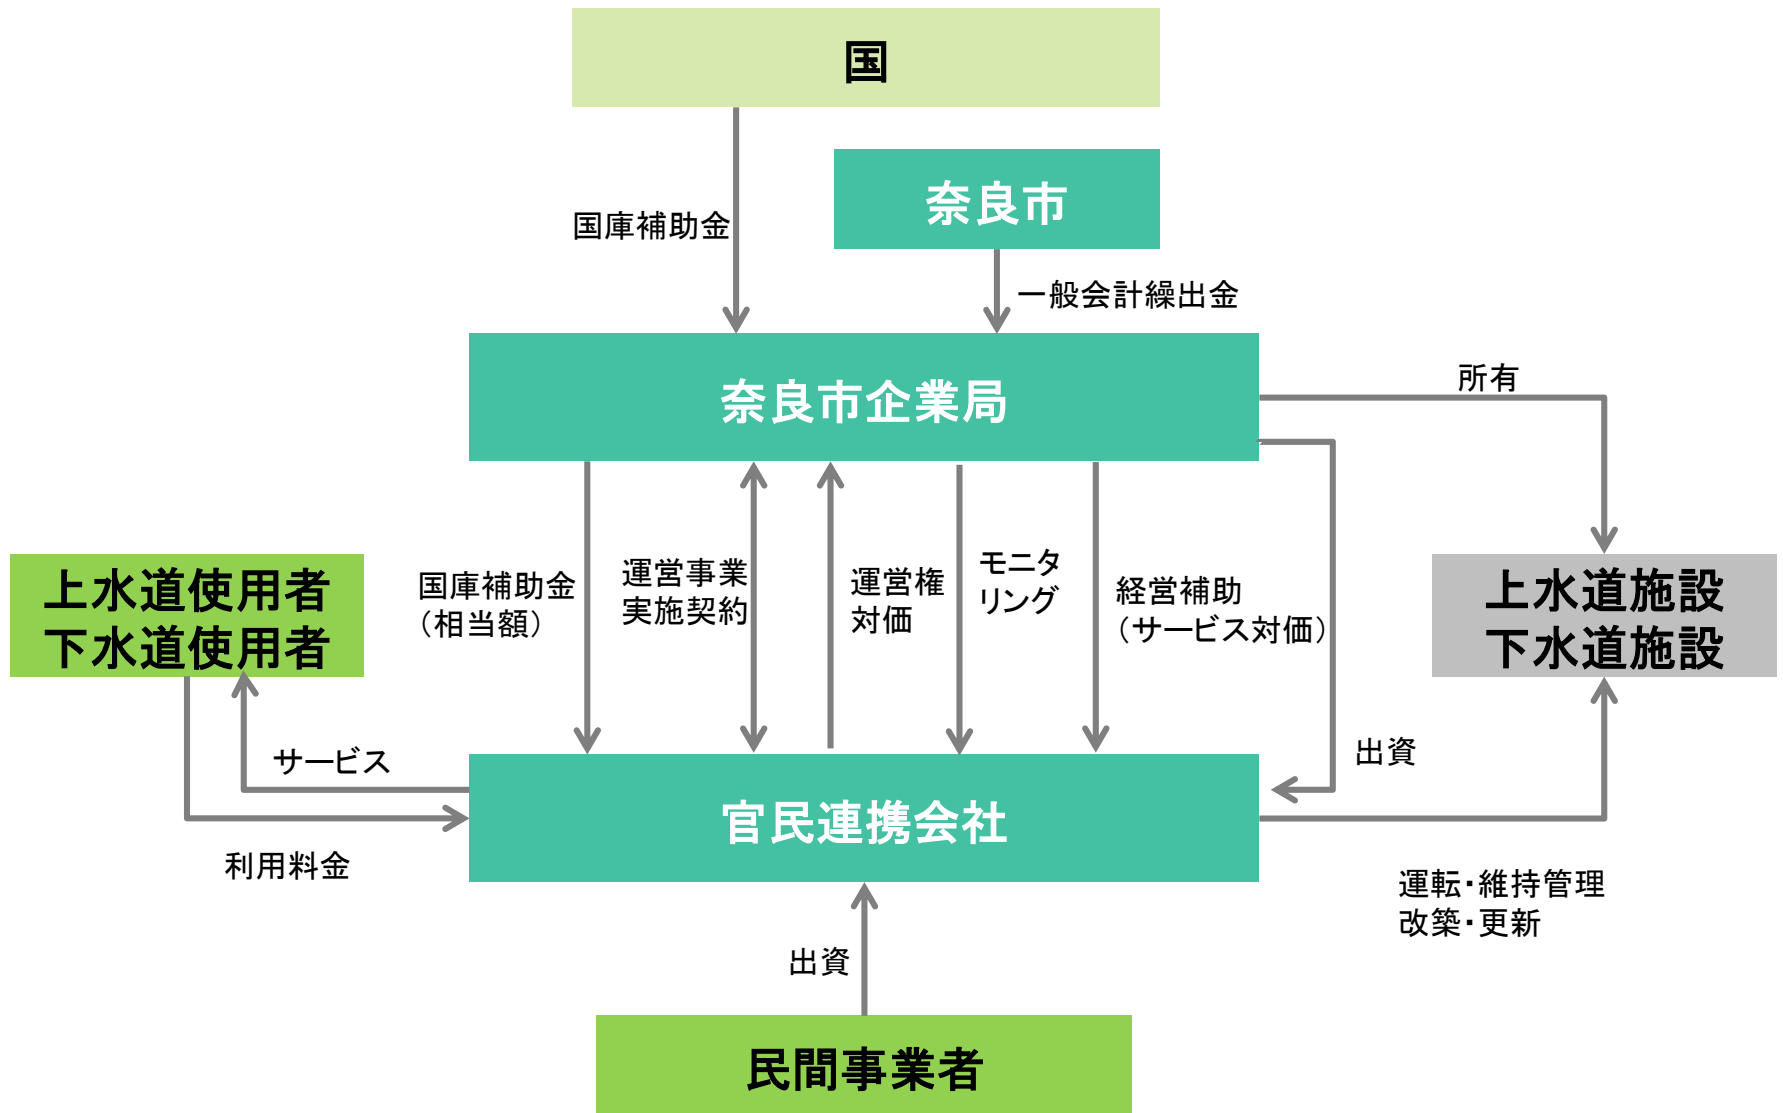 国
奈良市
国庫補助金
一般会計繰出金
奈良市企業局
所有
国庫補助金
（相当額）
運営事業
実施契約
運営権
対価
モニタ
リング
経営補助
（サービス対価）
上水道使用者
下水道使用者
上水道施設
下水道施設
サービス
出資
官民連携会社
利用料金
運転・維持管理
改築・更新
出資
民間事業者